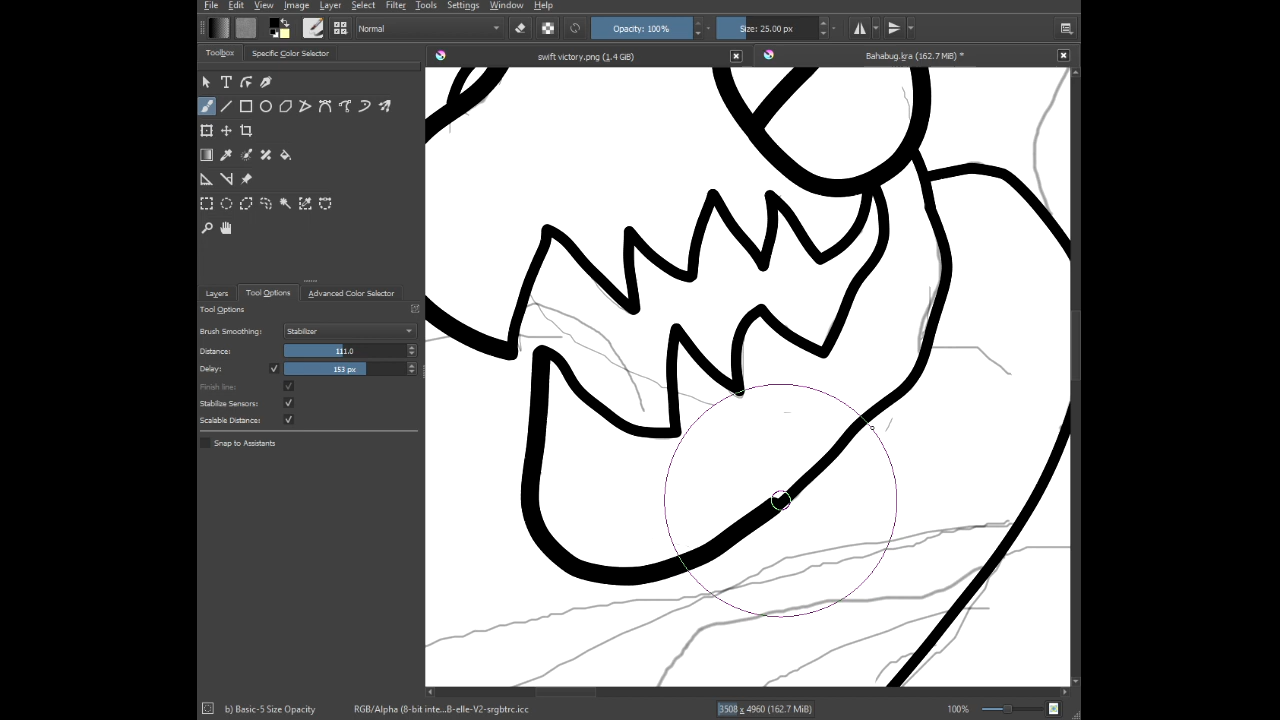 File Edit View Image Layer Select Filter Tools Settings Window Help
Normal Opacity: 100% Size: 25.00 px
Toolbox Specific Color Selector swift victory.png (1.4 GiB) Bahabug.kra (162.7 MiB) *
Layers Tool Options Advanced Color Selector
Tool Options
Brush Smoothing: Stabilizer
Distance: 111.0
Delay: 153 px
Finish line:
Stabilize Sensors:
Scalable Distance:
Snap to Assistants
b) Basic-5 Size Opacity RGB/Alpha (8-bit inte...B-elle-V2-srgbtrc.icc 3508 x 4960 (162.7 MiB) 100%